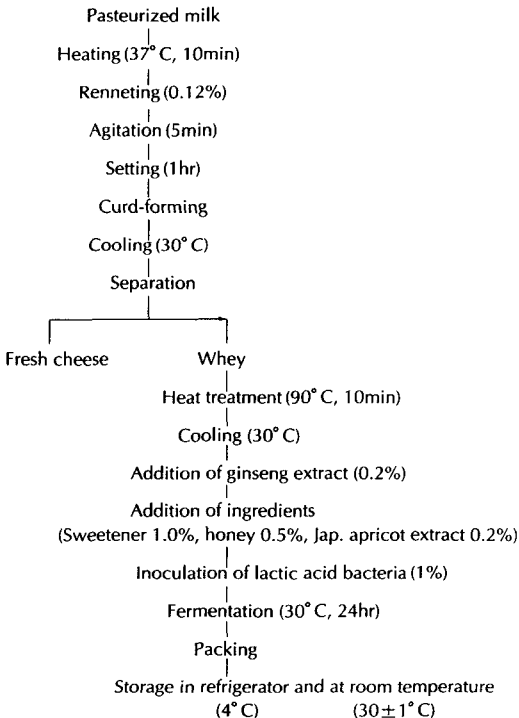 Pasteurized milk
Heating (37° C, 10min)
Renneting (0.12%)
Agitation (5min)
Setting (1hr)
Curd-forming
Cooling (30° C)
Separation
Fresh cheese Whey
Heat treatment (90° C, 10min)
Cooling (30° C)
Addition of ginseng extract (0.2%)
Addition of ingredients
(Sweetener 1.0%, honey 0.5%, Jap. apricot extract 0.2%)
Inoculation of lactic acid bacteria (1%)
Fermentation (30° C, 24hr)
Packing
Storage in refrigerator and at room temperature
(4° C) (30±1° C)